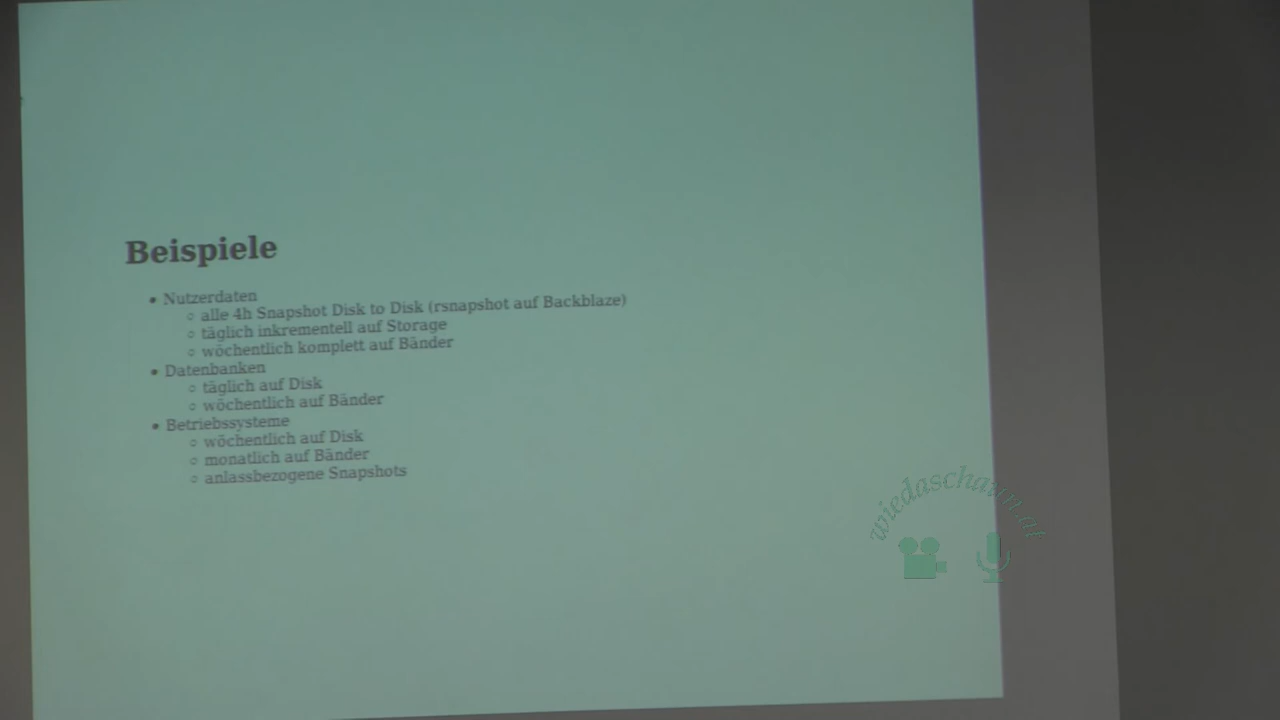 Beispiele
• Nutzerdaten
○ alle 4h Snapshot Disk to Disk (rsnapshot auf Backblaze)
○ täglich inkrementell auf Storage
○ wöchentlich komplett auf Bänder
• Datenbanken
○ täglich auf Disk
○ wöchentlich auf Bänder
• Betriebssysteme
○ wöchentlich auf Disk
○ monatlich auf Bänder
○ anlassbezogene Snapshots
wiedaschaun.at